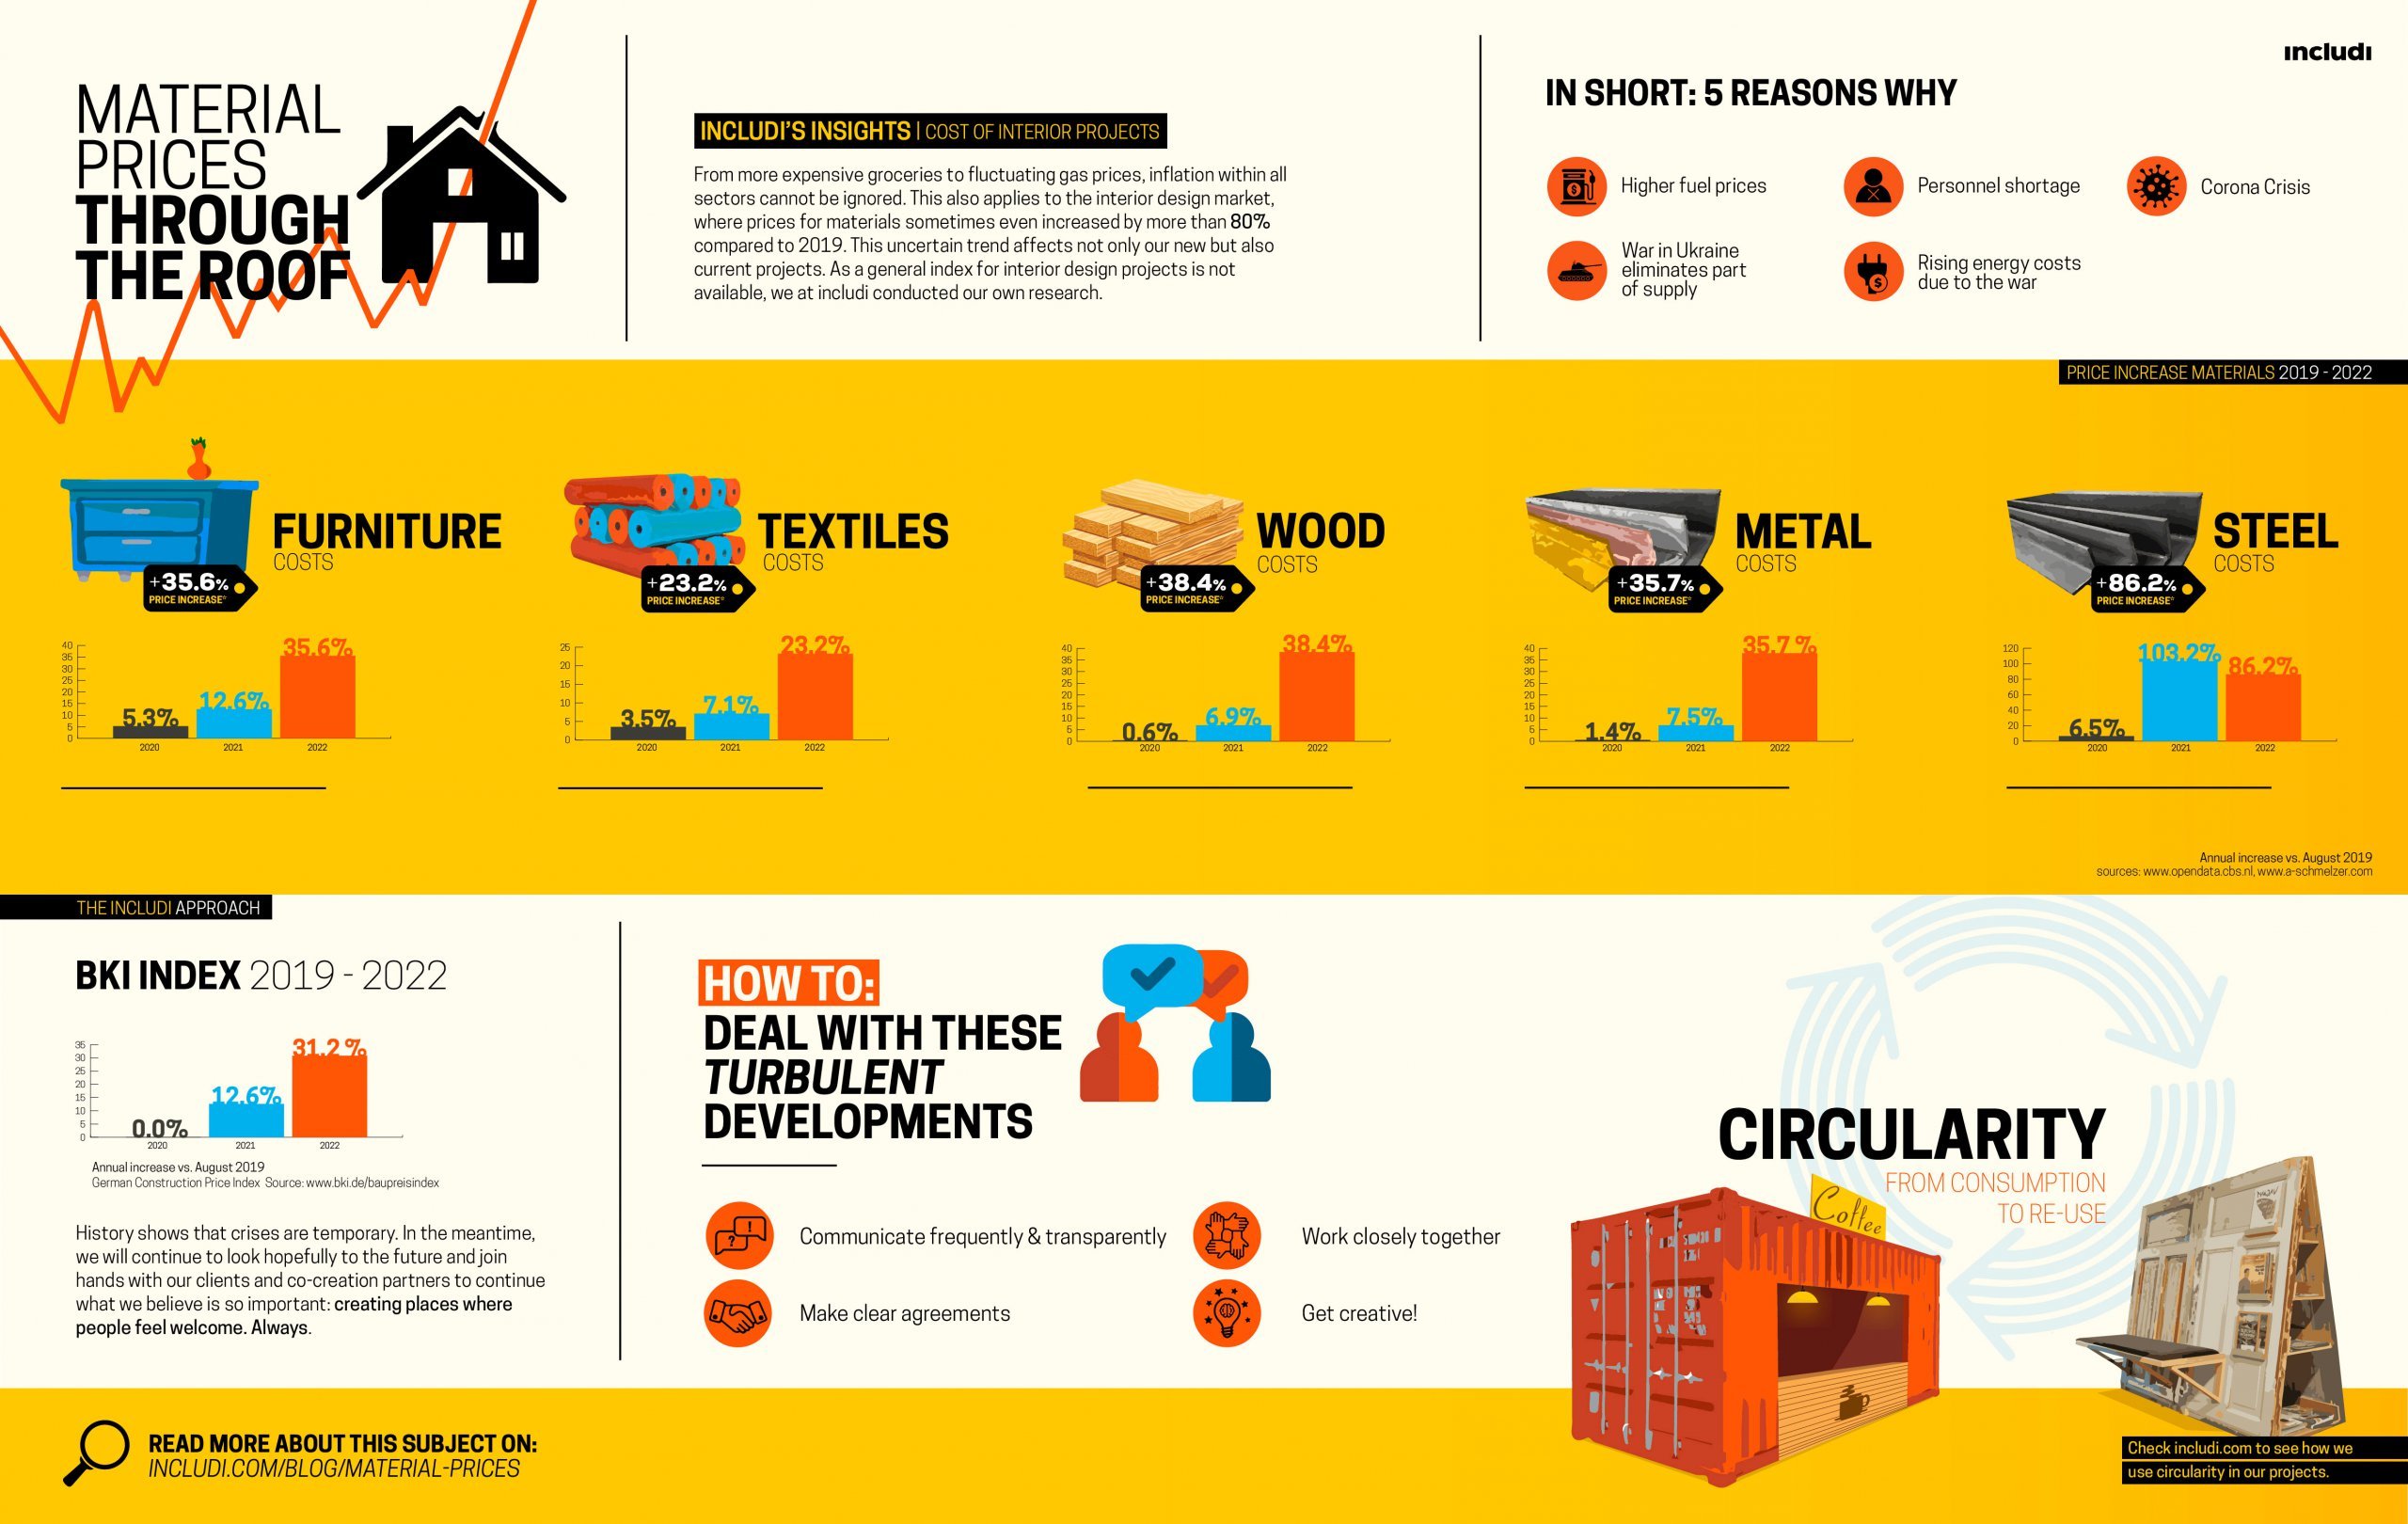 MATERIAL
PRICES
THROUGH
THE ROOF
INCLUDI'S INSIGHTS | COST OF INTERIOR PROJECTS
From more expensive groceries to fluctuating gas prices, inflation within all
sectors cannot be ignored. This also applies to the interior design market,
where prices for materials sometimes even increased by more than 80%
compared to 2019. This uncertain trend affects not only our new but also
current projects. As a general index for interior design projects is not
available, we at includi conducted our own research.
includi
IN SHORT: 5 REASONS WHY
Higher fuel prices
Personnel shortage
Corona Crisis
War in Ukraine
eliminates part
of supply
Rising energy costs
due to the war
PRICE INCREASE MATERIALS 2019 - 2022
FURNITURE
COSTS
+35.6%
PRICE INCREASE*
40
35
30
25
20
15
10
5
0
5.3%
12.6%
35.6%
2020
2021
2022
TEXTILES
COSTS
+23.2%
PRICE INCREASE*
25
20
15
10
5
0
3.5%
7.1%
23.2%
2020
2021
2022
WOOD
COSTS
+38.4%
PRICE INCREASE*
40
35
30
25
20
15
10
5
0
0.6%
6.9%
38.4%
2020
2021
2022
METAL
COSTS
+35.7%
PRICE INCREASE*
40
35
30
25
20
15
10
5
0
1.4%
7.5%
35.7 %
2020
2021
2022
STEEL
COSTS
+86.2%
PRICE INCREASE*
120
100
80
60
40
20
0
6.5%
103.2%
86.2%
2020
2021
2022
Annual increase vs. August 2019
sources: www.opendata.cbs.nl, www.a-schmelzer.com
THE INCLUDI APPROACH
BKI INDEX 2019 - 2022
35
30
25
20
15
10
5
0
0.0%
12.6%
31.2 %
2020
2021
2022
Annual increase vs. August 2019
German Construction Price Index Source: www.bki.de/baupreisindex
History shows that crises are temporary. In the meantime,
we will continue to look hopefully to the future and join
hands with our clients and co-creation partners to continue
what we believe is so important: creating places where
people feel welcome. Always.
HOW TO:
DEAL WITH THESE
TURBULENT
DEVELOPMENTS
Communicate frequently & transparently
Work closely together
Make clear agreements
Get creative!
CIRCULARITY
FROM CONSUMPTION
TO RE-USE
Coffee
READ MORE ABOUT THIS SUBJECT ON:
INCLUDI.COM/BLOG/MATERIAL-PRICES
Check includi.com to see how we
use circularity in our projects.